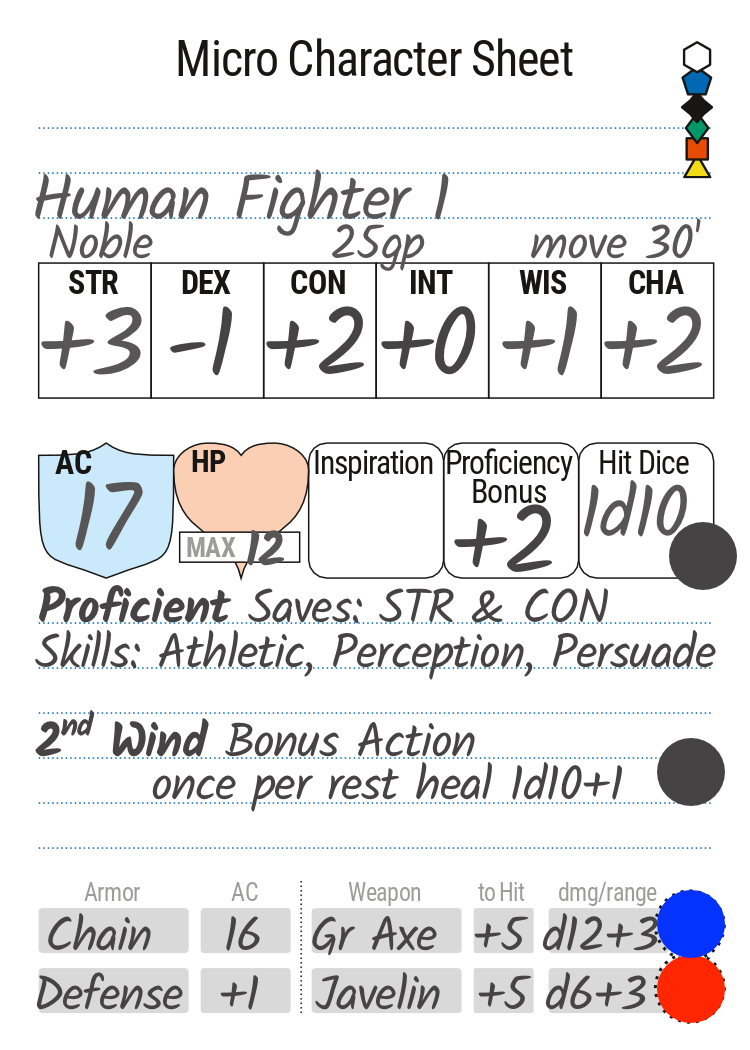 Micro Character Sheet
Human Fighter 1
Noble 25gp move 30'
STR DEX CON INT WIS CHA
+3 -1 +2 +0 +1 +2
AC HP Inspiration Proficiency Bonus Hit Dice
17 MAX 12 +2 1d10
Proficient Saves: STR & CON
Skills: Athletic, Perception, Persuade
2nd Wind Bonus Action
once per rest heal 1d10+1
Armor AC Weapon to Hit dmg/range
Chain 16 Gr Axe +5 d12+3
Defense +1 Javelin +5 d6+3